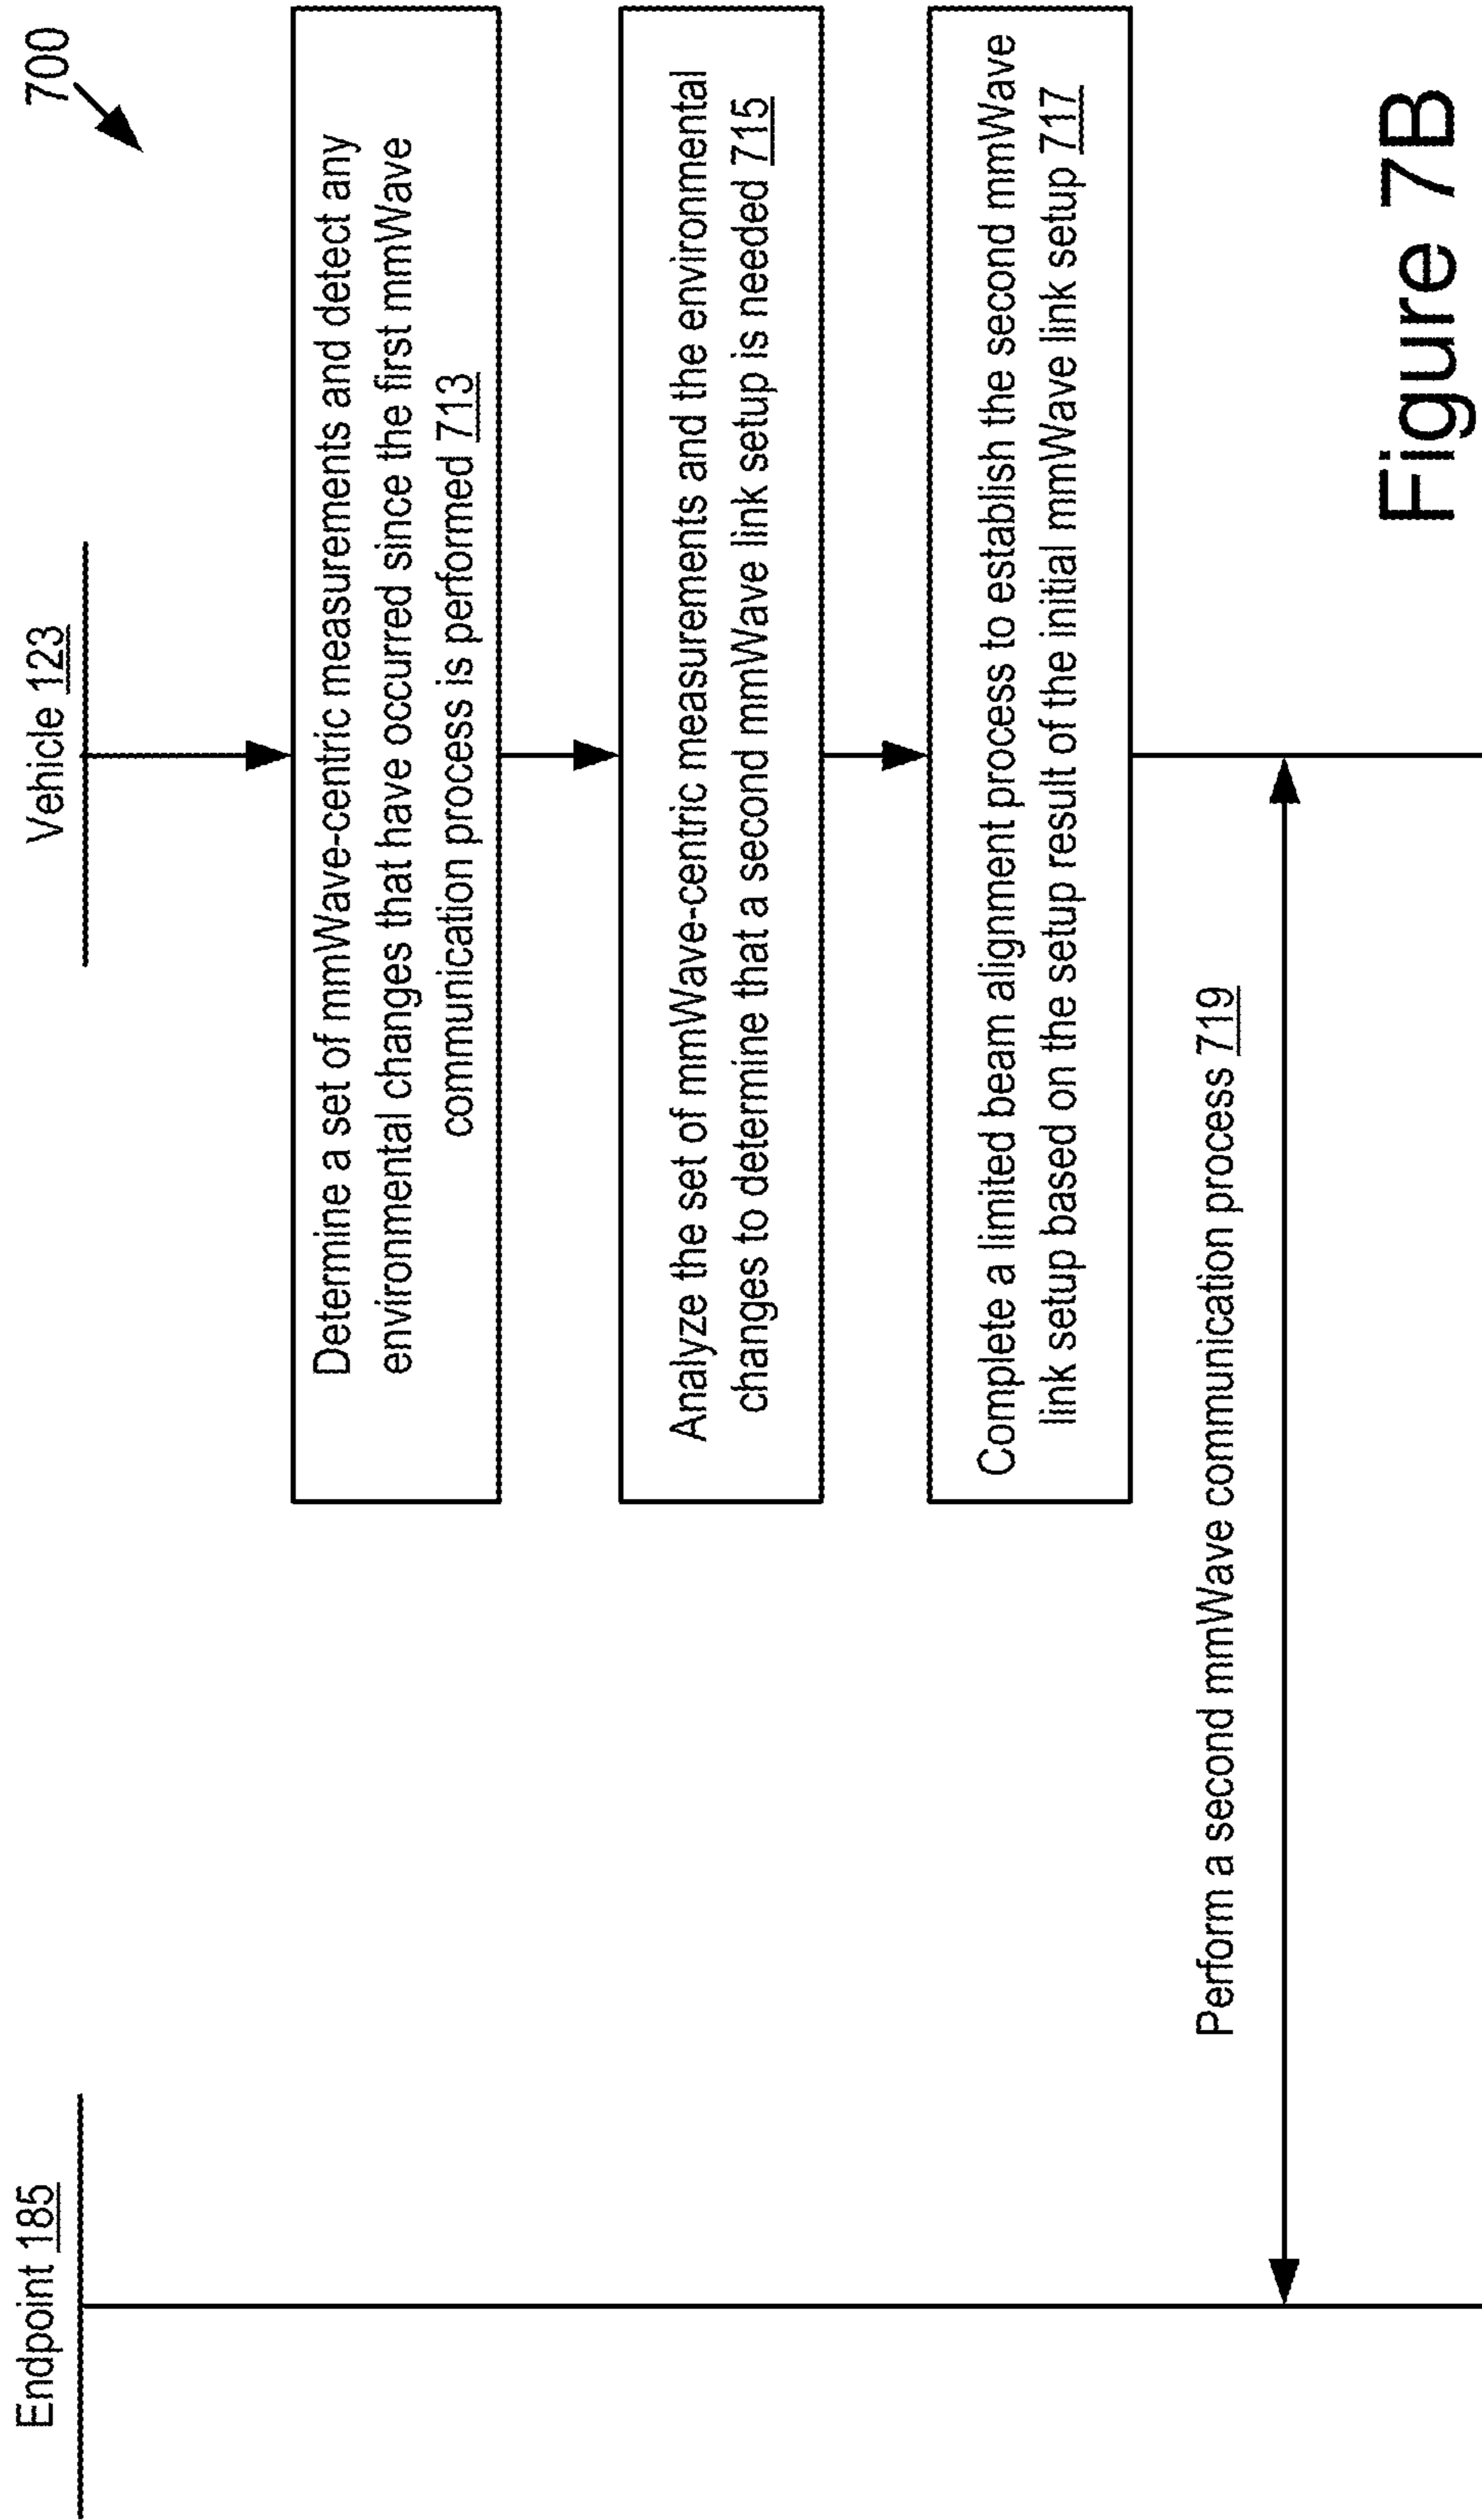 Endpoint 185
Vehicle 123
700
Determine a set of mmWave-centric measurements and detect any
environmental changes that have occurred since the first mmWave
communication process is performed 713
Analyze the set of mmWave-centric measurements and the environmental
changes to determine that a second mmWave link setup is needed 715
Complete a limited beam alignment process to establish the second mmWave
link setup based on the setup result of the initial mmWave link setup 717
Perform a second mmWave communication process 719
Figure 7B